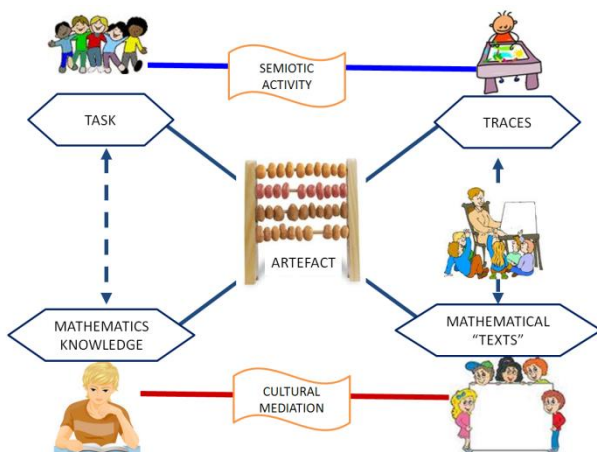 SEMIOTIC
ACTIVITY
TASK
TRACES
ARTEFACT
MATHEMATICS
KNOWLEDGE
MATHEMATICAL
“TEXTS”
CULTURAL
MEDIATION